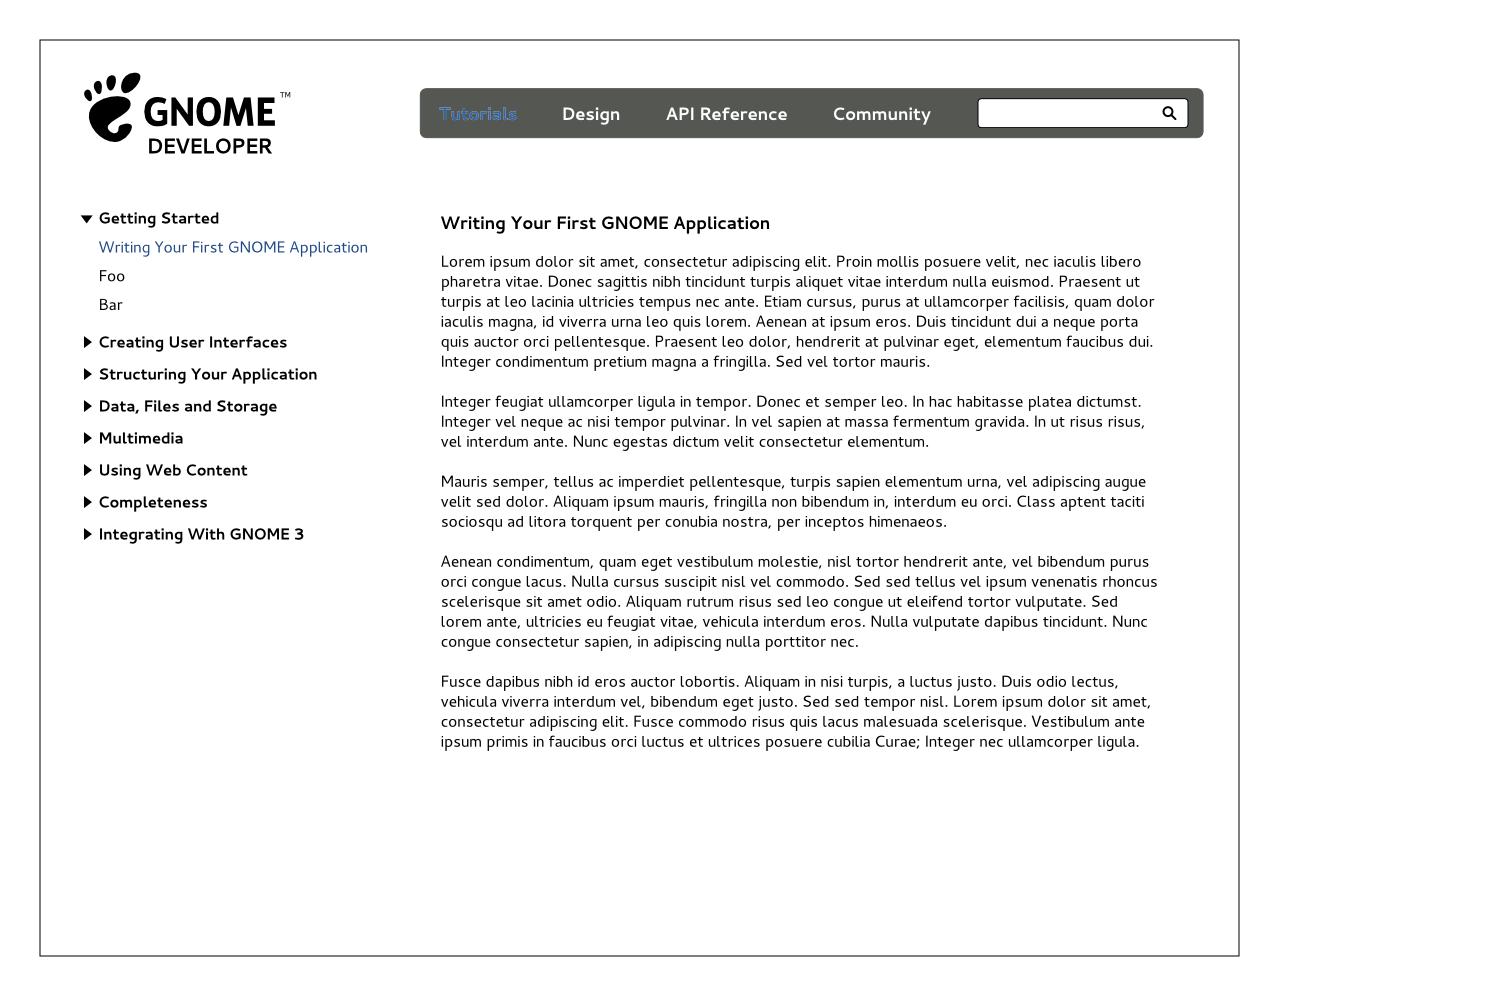 GNOME™
DEVELOPER
Tutorials
Design
API Reference
Community
Getting Started
Writing Your First GNOME Application
Foo
Bar
Creating User Interfaces
Structuring Your Application
Data, Files and Storage
Multimedia
Using Web Content
Completeness
Integrating With GNOME 3
Writing Your First GNOME Application
Lorem ipsum dolor sit amet, consectetur adipiscing elit. Proin mollis posuere velit, nec iaculis libero
pharetra vitae. Donec sagittis nibh tincidunt turpis aliquet vitae interdum nulla euismod. Praesent ut
turpis at leo lacinia ultricies tempus nec ante. Etiam cursus, purus at ullamcorper facilisis, quam dolor
iaculis magna, id viverra urna leo quis lorem. Aenean at ipsum eros. Duis tincidunt dui a neque porta
quis auctor orci pellentesque. Praesent leo dolor, hendrerit at pulvinar eget, elementum faucibus dui.
Integer condimentum pretium magna a fringilla. Sed vel tortor mauris.
Integer feugiat ullamcorper ligula in tempor. Donec et semper leo. In hac habitasse platea dictumst.
Integer vel neque ac nisi tempor pulvinar. In vel sapien at massa fermentum gravida. In ut risus risus,
vel interdum ante. Nunc egestas dictum velit consectetur elementum.
Mauris semper, tellus ac imperdiet pellentesque, turpis sapien elementum urna, vel adipiscing augue
velit sed dolor. Aliquam ipsum mauris, fringilla non bibendum in, interdum eu orci. Class aptent taciti
sociosqu ad litora torquent per conubia nostra, per inceptos himenaeos.
Aenean condimentum, quam eget vestibulum molestie, nisl tortor hendrerit ante, vel bibendum purus
orci congue lacus. Nulla cursus suscipit nisl vel commodo. Sed sed tellus vel ipsum venenatis rhoncus
scelerisque sit amet odio. Aliquam rutrum risus sed leo congue ut eleifend tortor vulputate. Sed
lorem ante, ultricies eu feugiat vitae, vehicula interdum eros. Nulla vulputate dapibus tincidunt. Nunc
congue consectetur sapien, in adipiscing nulla porttitor nec.
Fusce dapibus nibh id eros auctor lobortis. Aliquam in nisi turpis, a luctus justo. Duis odio lectus,
vehicula viverra interdum vel, bibendum eget justo. Sed sed tempor nisl. Lorem ipsum dolor sit amet,
consectetur adipiscing elit. Fusce commodo risus quis lacus malesuada scelerisque. Vestibulum ante
ipsum primis in faucibus orci luctus et ultrices posuere cubilia Curae; Integer nec ullamcorper ligula.